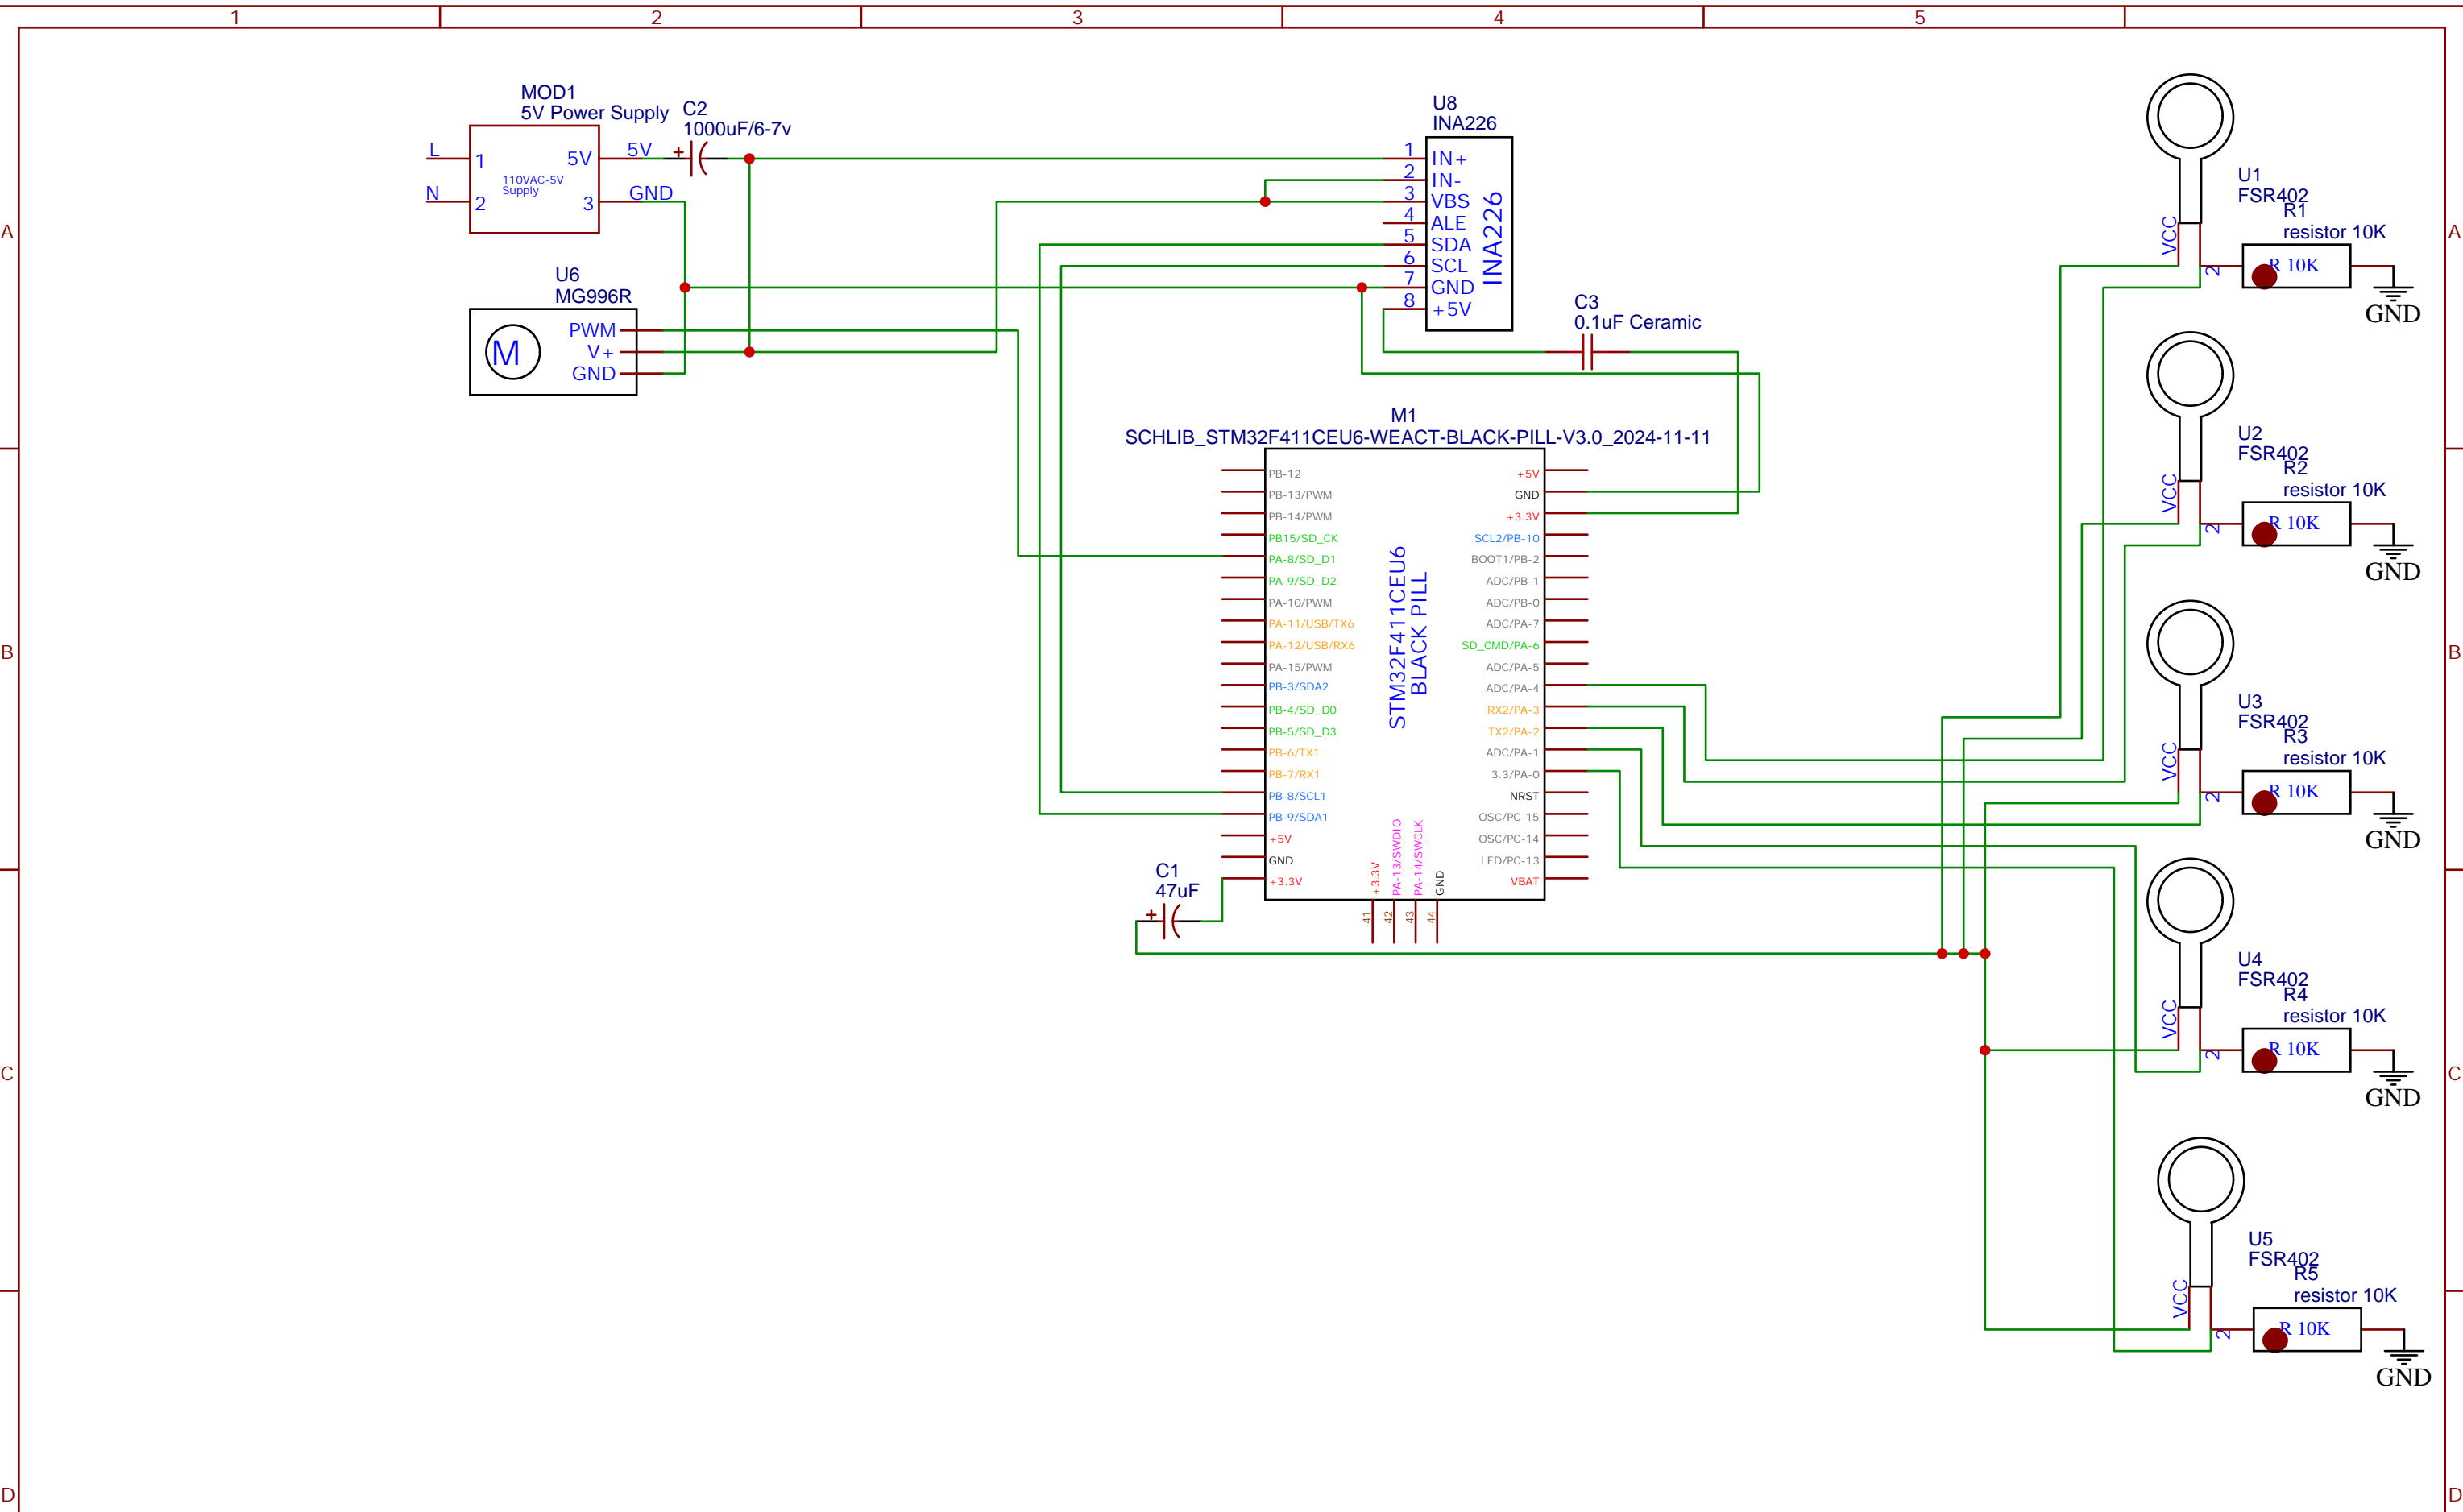 1
2
3
4
5
A
B
C
D
A
B
C
D
MOD1
5V Power Supply
L
N
1
2
5V
3
110VAC-5V
Supply
5V
GND
C2
1000uF/6-7v
+
U6
MG996R
M
PWM
V+
GND
U8
INA226
1
2
3
4
5
6
7
8
IN+
IN-
VBS
ALE
SDA
SCL
GND
+5V
INA226
C3
0.1uF Ceramic
M1
SCHLIB_STM32F411CEU6-WEACT-BLACK-PILL-V3.0_2024-11-11
PB-12
PB-13/PWM
PB-14/PWM
PB15/SD_CK
PA-8/SD_D1
PA-9/SD_D2
PA-10/PWM
PA-11/USB/TX6
PA-12/USB/RX6
PA-15/PWM
PB-3/SDA2
PB-4/SD_D0
PB-5/SD_D3
PB-6/TX1
PB-7/RX1
PB-8/SCL1
PB-9/SDA1
+5V
GND
+3.3V
STM32F411CEU6
BLACK PILL
+5V
GND
+3.3V
SCL2/PB-10
BOOT1/PB-2
ADC/PB-1
ADC/PB-0
ADC/PA-7
SD_CMD/PA-6
ADC/PA-5
ADC/PA-4
RX2/PA-3
TX2/PA-2
ADC/PA-1
3.3/PA-0
NRST
OSC/PC-15
OSC/PC-14
LED/PC-13
VBAT
+3.3V
PA-13/SWDIO
PA-14/SWCLK
GND
41
42
43
44
C1
47uF
+
U1
FSR402
R1
resistor 10K
VCC
2
R 10K
GND
U2
FSR402
R2
resistor 10K
VCC
2
R 10K
GND
U3
FSR402
R3
resistor 10K
VCC
2
R 10K
GND
U4
FSR402
R4
resistor 10K
VCC
2
R 10K
GND
U5
FSR402
R5
resistor 10K
VCC
2
R 10K
GND